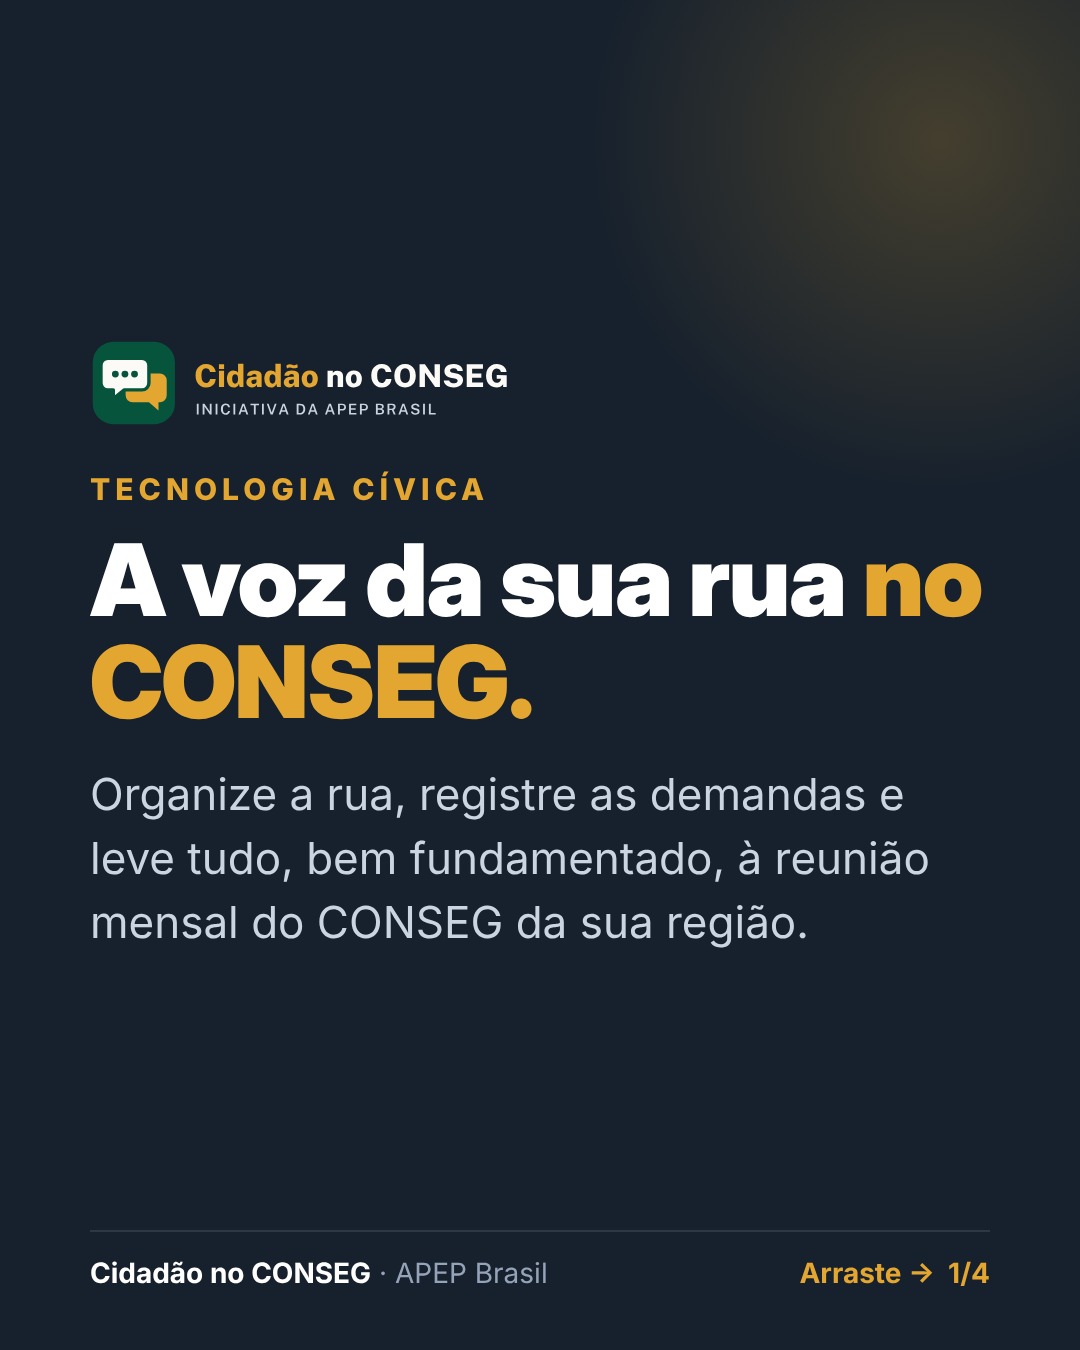 Cidadão no CONSEG
INICIATIVA DA APEP BRASIL
TECNOLOGIA CÍVICA
A voz da sua rua no
CONSEG.
Organize a rua, registre as demandas e
leve tudo, bem fundamentado, à reunião
mensal do CONSEG da sua região.
Cidadão no CONSEG · APEP Brasil
Arraste → 1/4